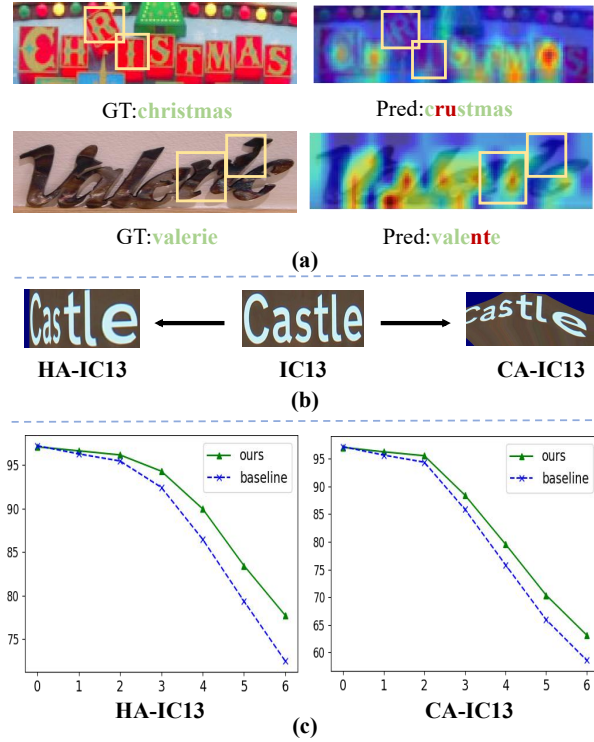 CHRISTMAS
GT:christmas
Pred:crustmas
Valerie
GT:valerie
Pred:valente
(a)
Castle
Castle
Castle
HA-IC13
IC13
CA-IC13
(b)
95
90
85
80
75
0 1 2 3 4 5 6
ours
baseline
HA-IC13
95
90
85
80
75
70
65
60
0 1 2 3 4 5 6
ours
baseline
CA-IC13
(c)